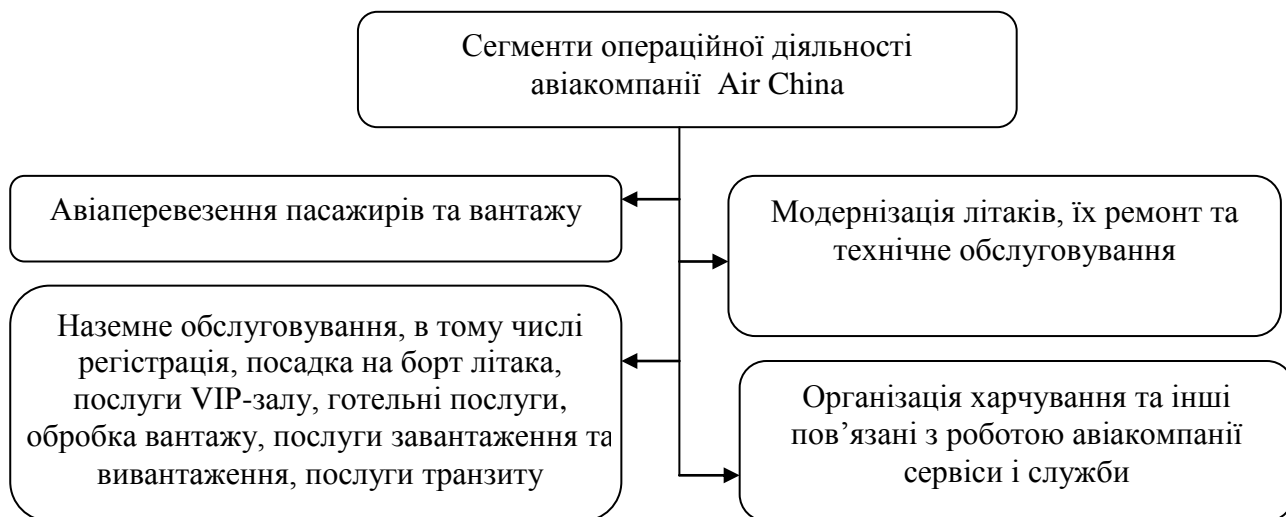 Сегменти операційної діяльності
авіакомпанії Air China
Авіаперевезення пасажирів та вантажу
Модернізація літаків, їх ремонт та
технічне обслуговування
Наземне обслуговування, в тому числі
регістрація, посадка на борт літака,
послуги VIP-залу, готельні послуги,
обробка вантажу, послуги завантаження та
вивантаження, послуги транзиту
Організація харчування та інші
пов’язані з роботою авіакомпанії
сервіси і служби